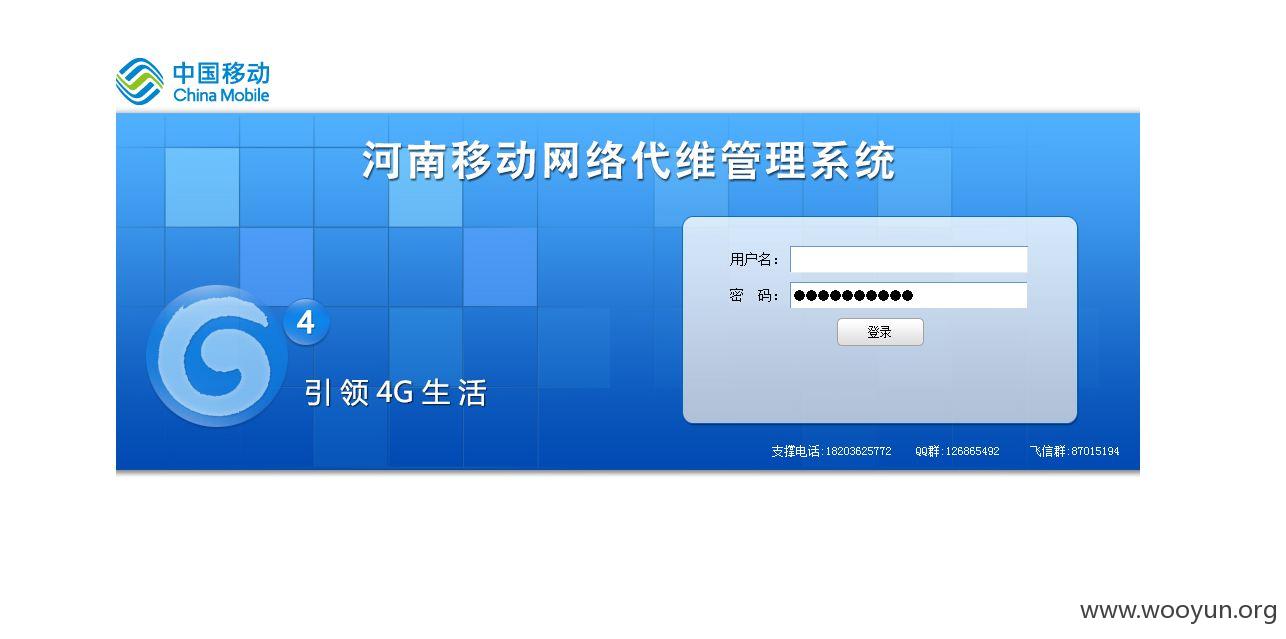 中国移动
China Mobile
河南移动网络代维管理系统
用户名：
密 码：
●●●●●●●●●●
登录
4
引领4G生活
支撑电话:18203625772 QQ群:126865492 飞信群:87015194
www.wooyun.org